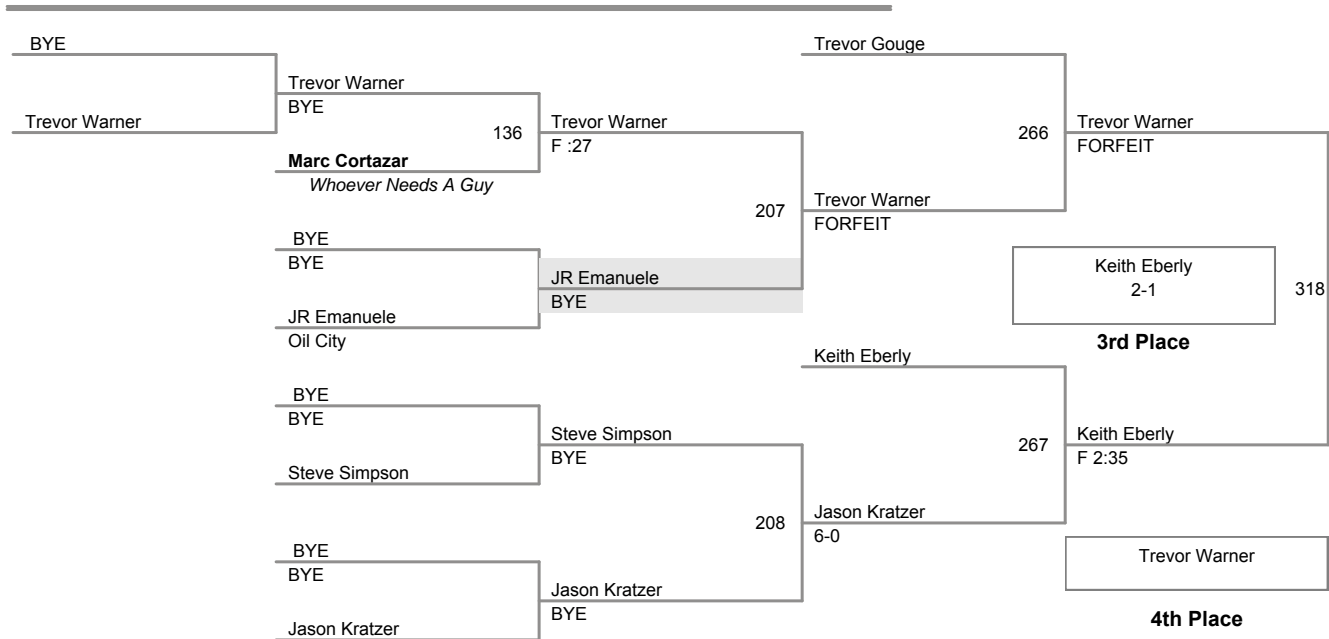 BYE
Trevor Warner
Trevor Warner
BYE
136
Marc Cortazar
Whoever Needs A Guy
Trevor Warner
F :27
BYE
BYE
JR Emanuele
Oil City
JR Emanuele
BYE
207
Trevor Gouge
266
Trevor Warner
FORFEIT
Trevor Warner
FORFEIT
Keith Eberly
2-1
318
3rd Place
BYE
BYE
Steve Simpson
Steve Simpson
BYE
208
BYE
BYE
Jason Kratzer
Jason Kratzer
BYE
Keith Eberly
267
Jason Kratzer
6-0
Keith Eberly
F 2:35
Trevor Warner
4th Place